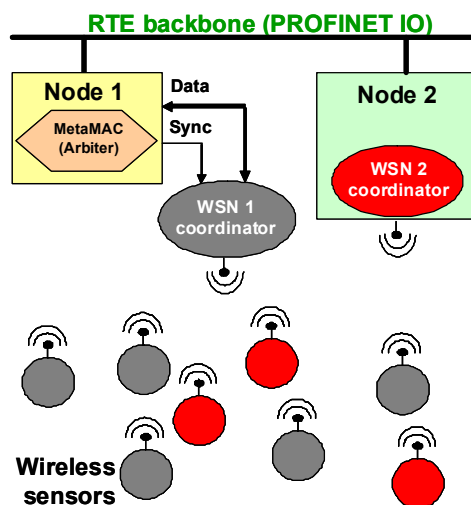 RTE backbone (PROFINET IO)
Node 1
MetaMAC
(Arbiter)
Data
Sync
Node 2
WSN 1
coordinator
WSN 2
coordinator
Wireless
sensors